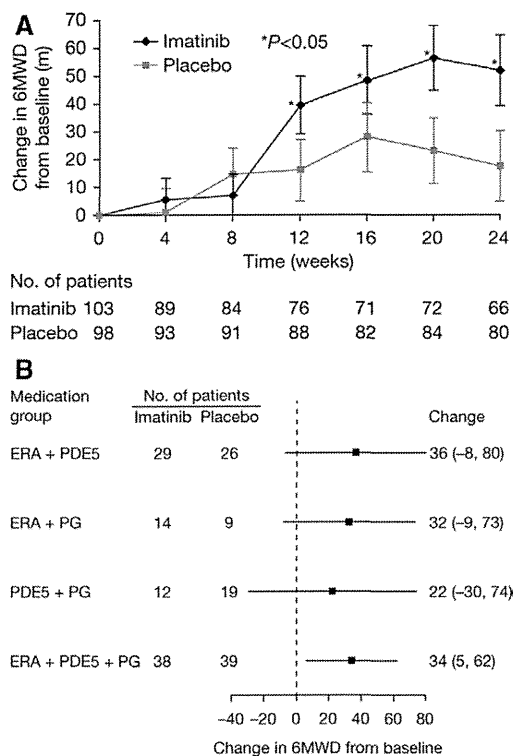 A
Change in 6MWD
from baseline (m)
70
60
50
40
30
20
10
0
Imatinib
Placebo
*P<0.05
* * * *
0 4 8 12 16 20 24
Time (weeks)
No. of patients
Imatinib 103 89 84 76 71 72 66
Placebo 98 93 91 88 82 84 80
B
Medication
group
No. of patients
Imatinib Placebo
Change
ERA + PDE5 29 26 36 (–8, 80)
ERA + PG 14 9 32 (–9, 73)
PDE5 + PG 12 19 22 (–30, 74)
ERA + PDE5 + PG 38 39 34 (5, 62)
–40 –20 0 20 40 60 80
Change in 6MWD from baseline